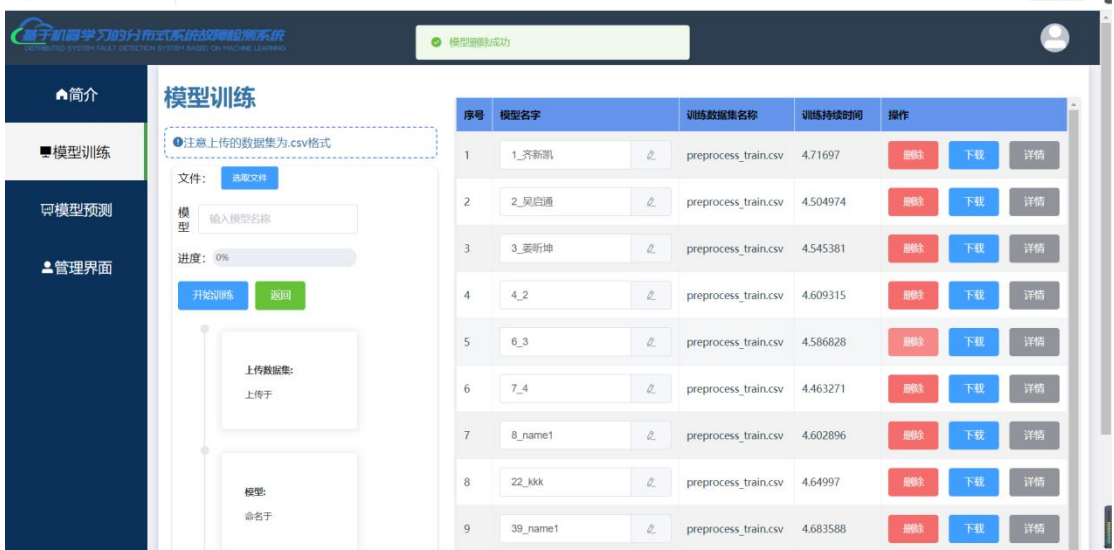 基于机器学习的分布式系统故障检测系统
DISTRIBUTED SYSTEM FAULT DETECTION SYSTEM BASED ON MACHINE LEARNING
模型删除成功
简介
模型训练
模型预测
管理界面
模型训练
注意上传的数据集为.csv格式
文件: 选取文件
模型 输入模型名称
进度: 0%
开始训练 返回
上传数据集:
上传于
模型:
命名于
序号 模型名字 训练数据集名称 训练持续时间 操作
1 1_齐新凯 preprocess_train.csv 4.71697 删除 下载 详情
2 2_吴启通 preprocess_train.csv 4.504974 删除 下载 详情
3 3_姜昕坤 preprocess_train.csv 4.545381 删除 下载 详情
4 4_2 preprocess_train.csv 4.609315 删除 下载 详情
5 6_3 preprocess_train.csv 4.586828 删除 下载 详情
6 7_4 preprocess_train.csv 4.463271 删除 下载 详情
7 8_name1 preprocess_train.csv 4.602896 删除 下载 详情
8 22_kkk preprocess_train.csv 4.64997 删除 下载 详情
9 39_name1 preprocess_train.csv 4.683588 删除 下载 详情